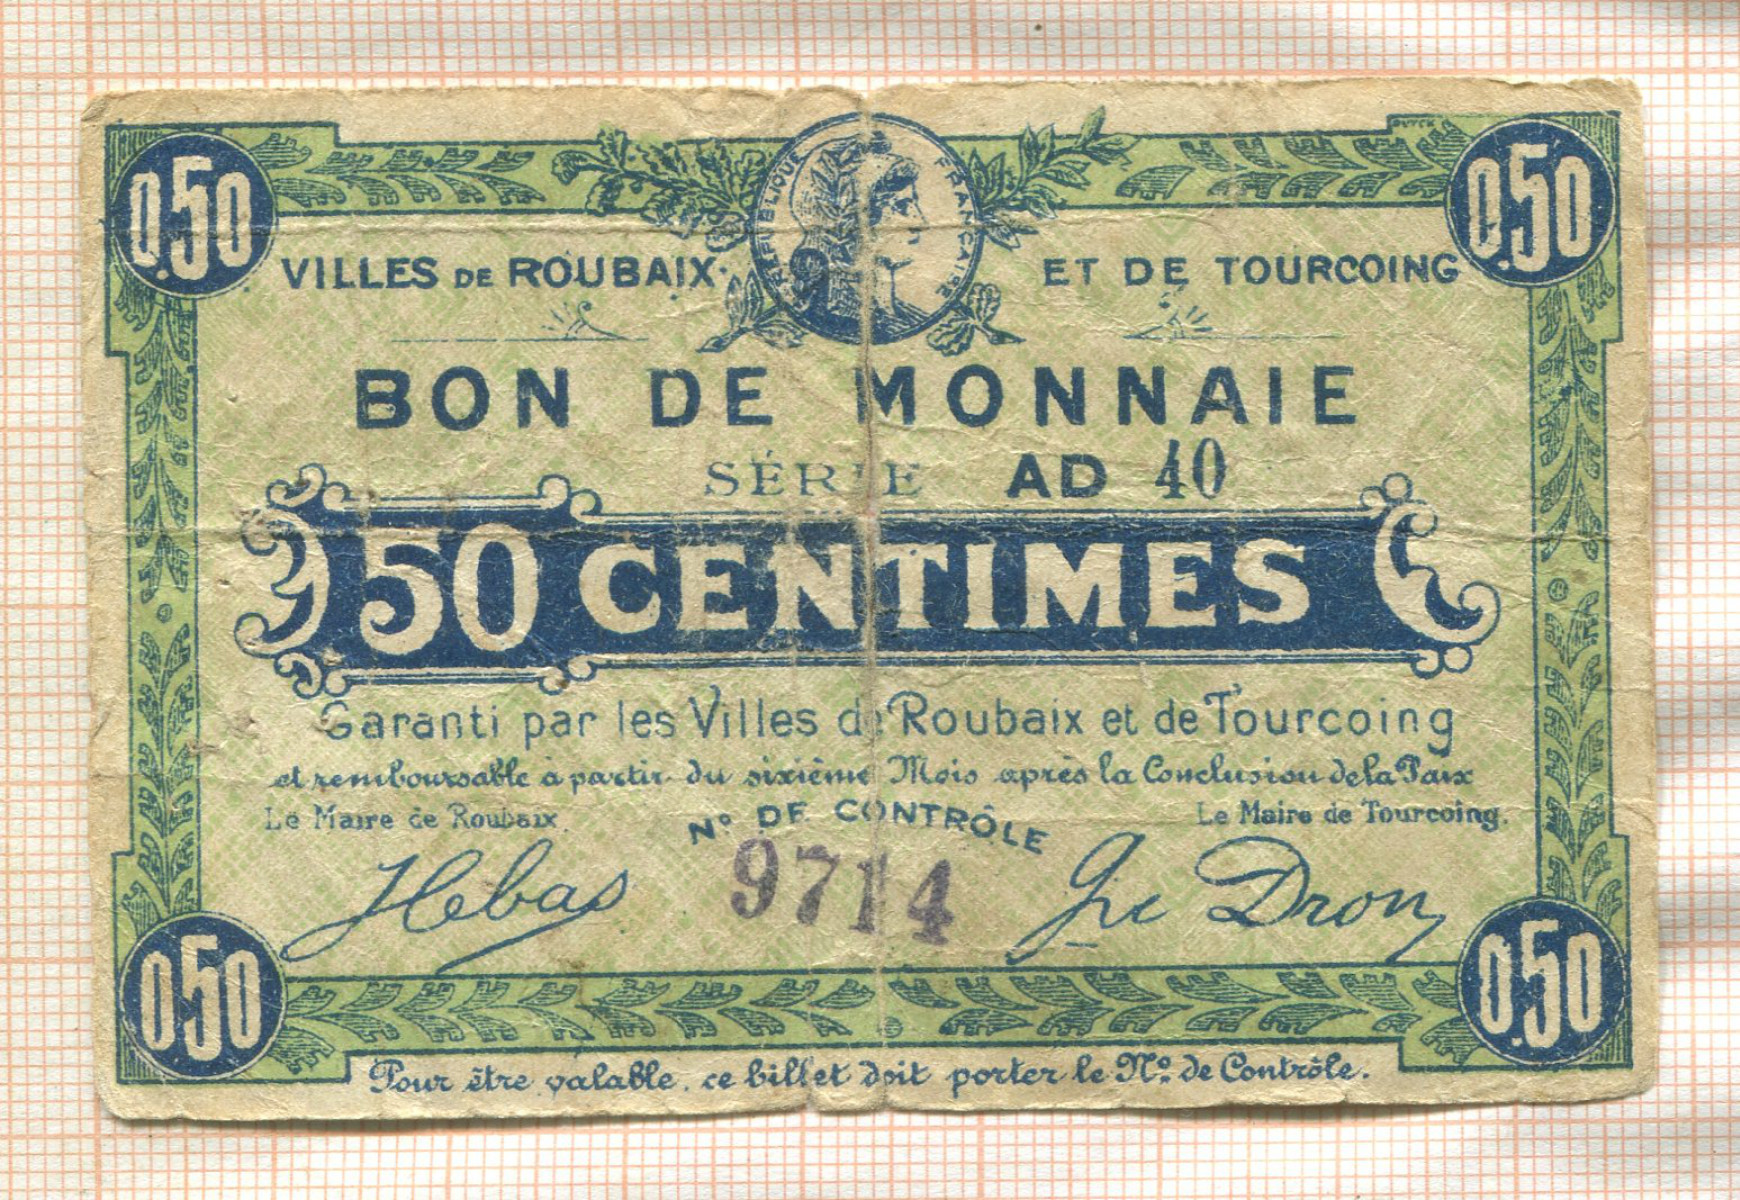 0.50 0.50
RÉPUBLIQUE FRANÇAISE
VILLES DE ROUBAIX ET DE TOURCOING
BON DE MONNAIE
SÉRIE AD 40
50 CENTIMES
Garanti par les Villes de Roubaix et de Tourcoing
et remboursable à partir du sixième Mois après la Conclusion de la Paix
Le Maire de Roubaix Le Maire de Tourcoing.
N° DE CONTRÔLE
9714
Hebas G Dron
0.50 0.50
Pour être valable, ce billet doit porter le N° de Contrôle.